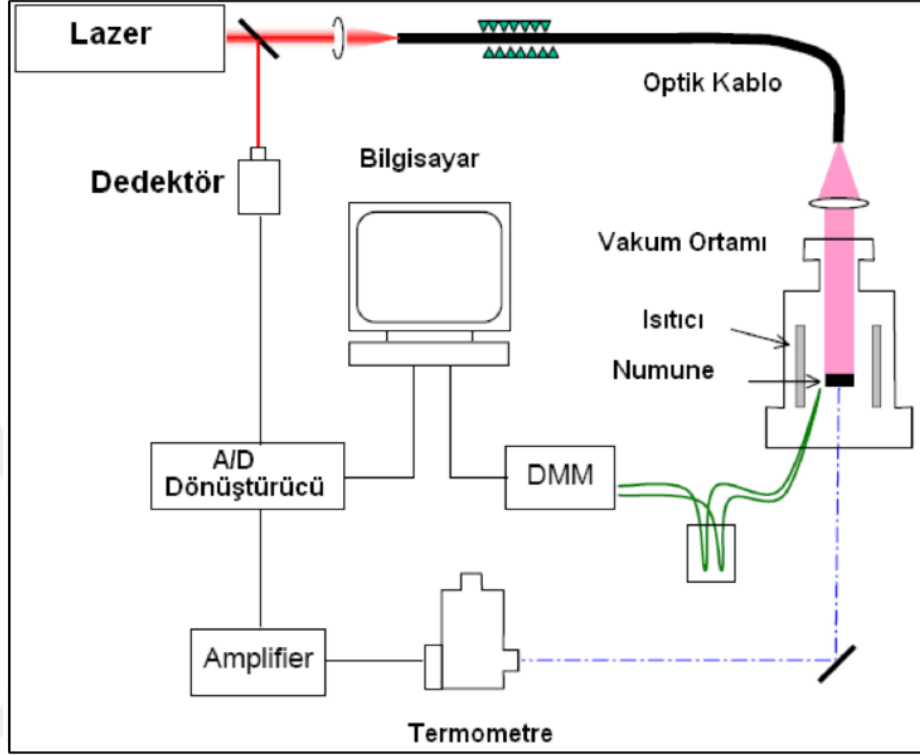 Lazer
Optik Kablo
Bilgisayar
Dedektör
Vakum Ortamı
Isıtıcı
Numune
A/D
Dönüştürücü
DMM
Amplifier
Termometre